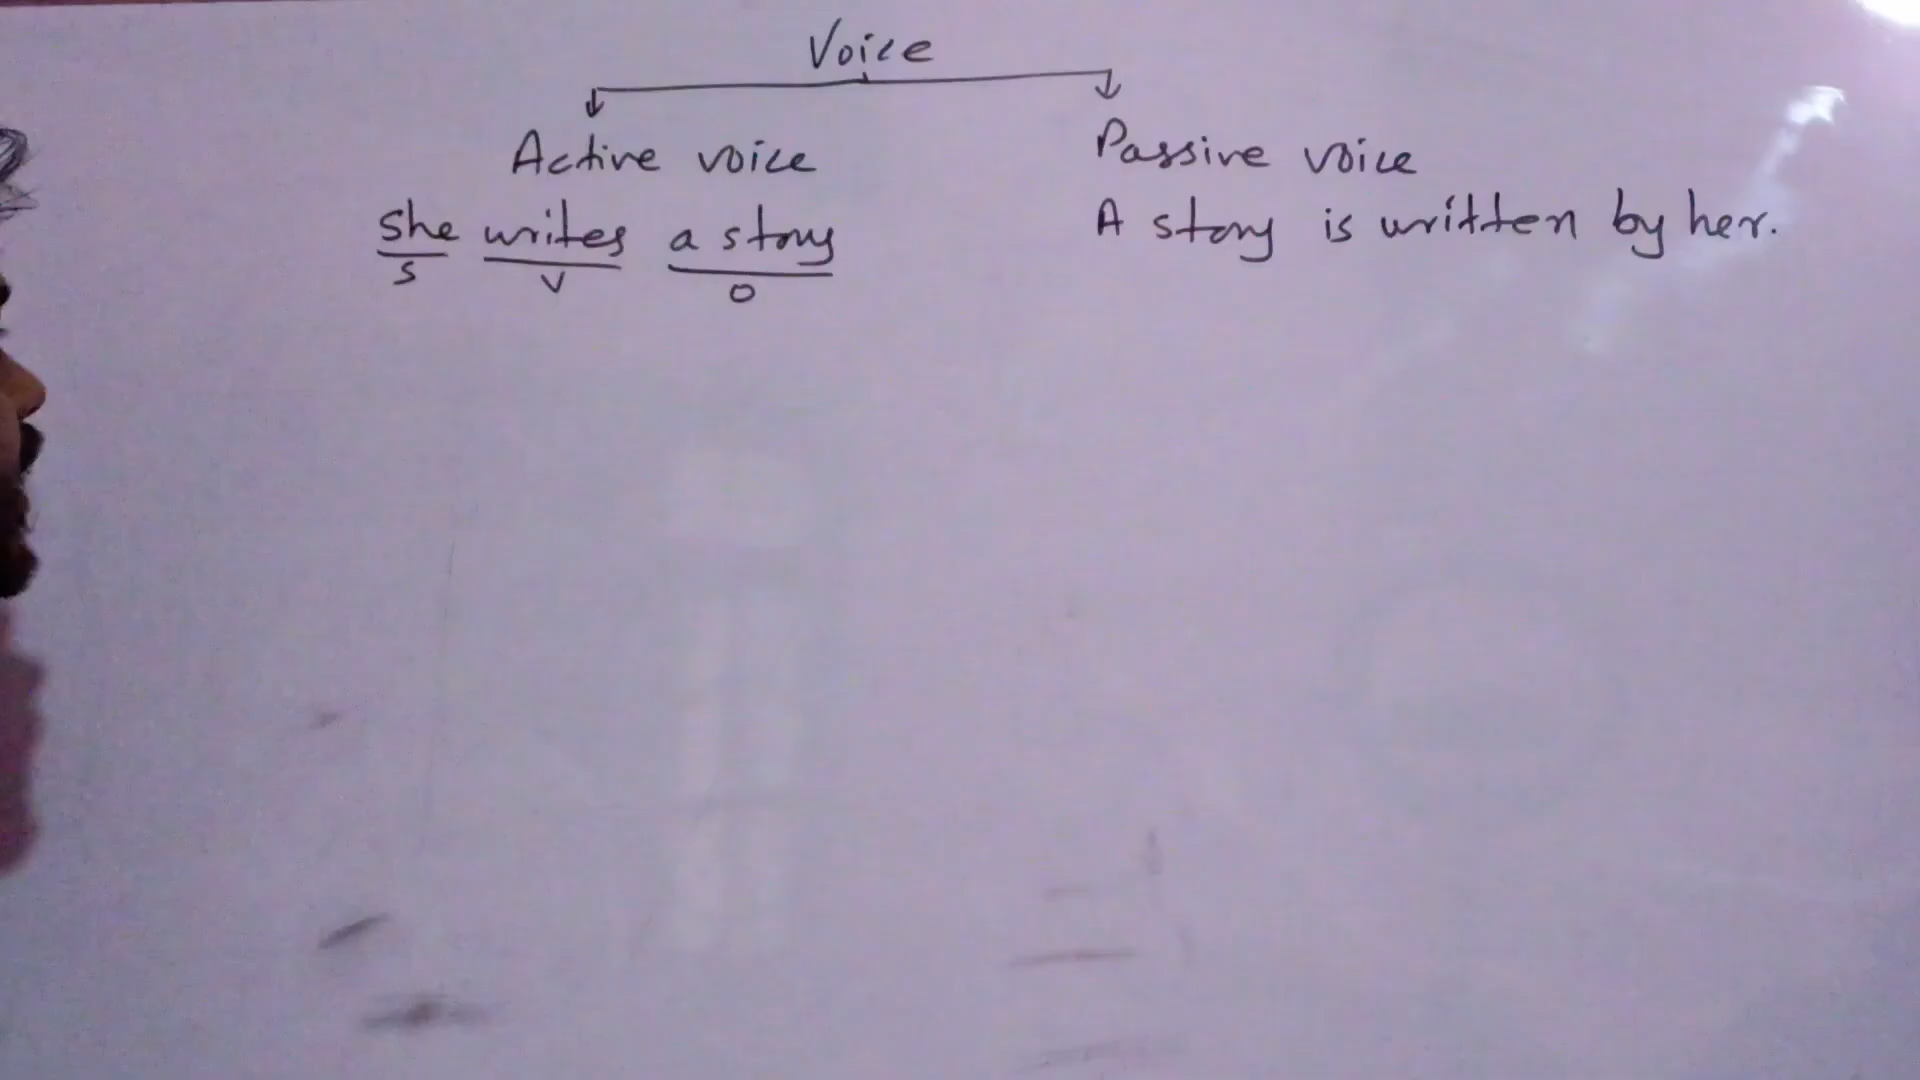 Voice
Active voice
Passive voice
she writes a story
A story is written by her.
S
V
O